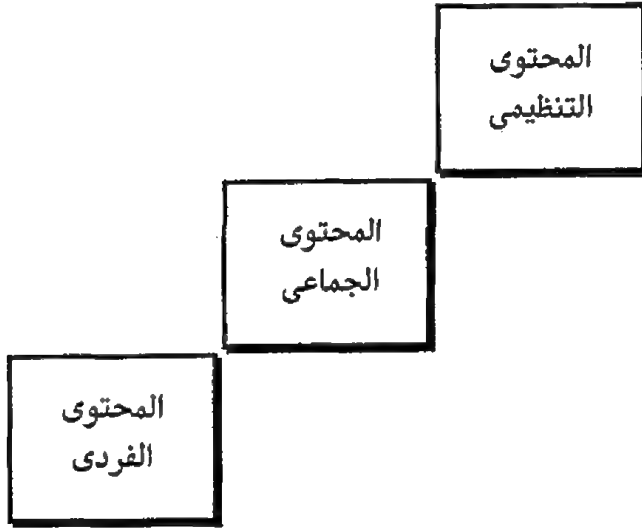 المحتوى
التنظيمى
المحتوى
الجماعى
المحتوى
الفردى